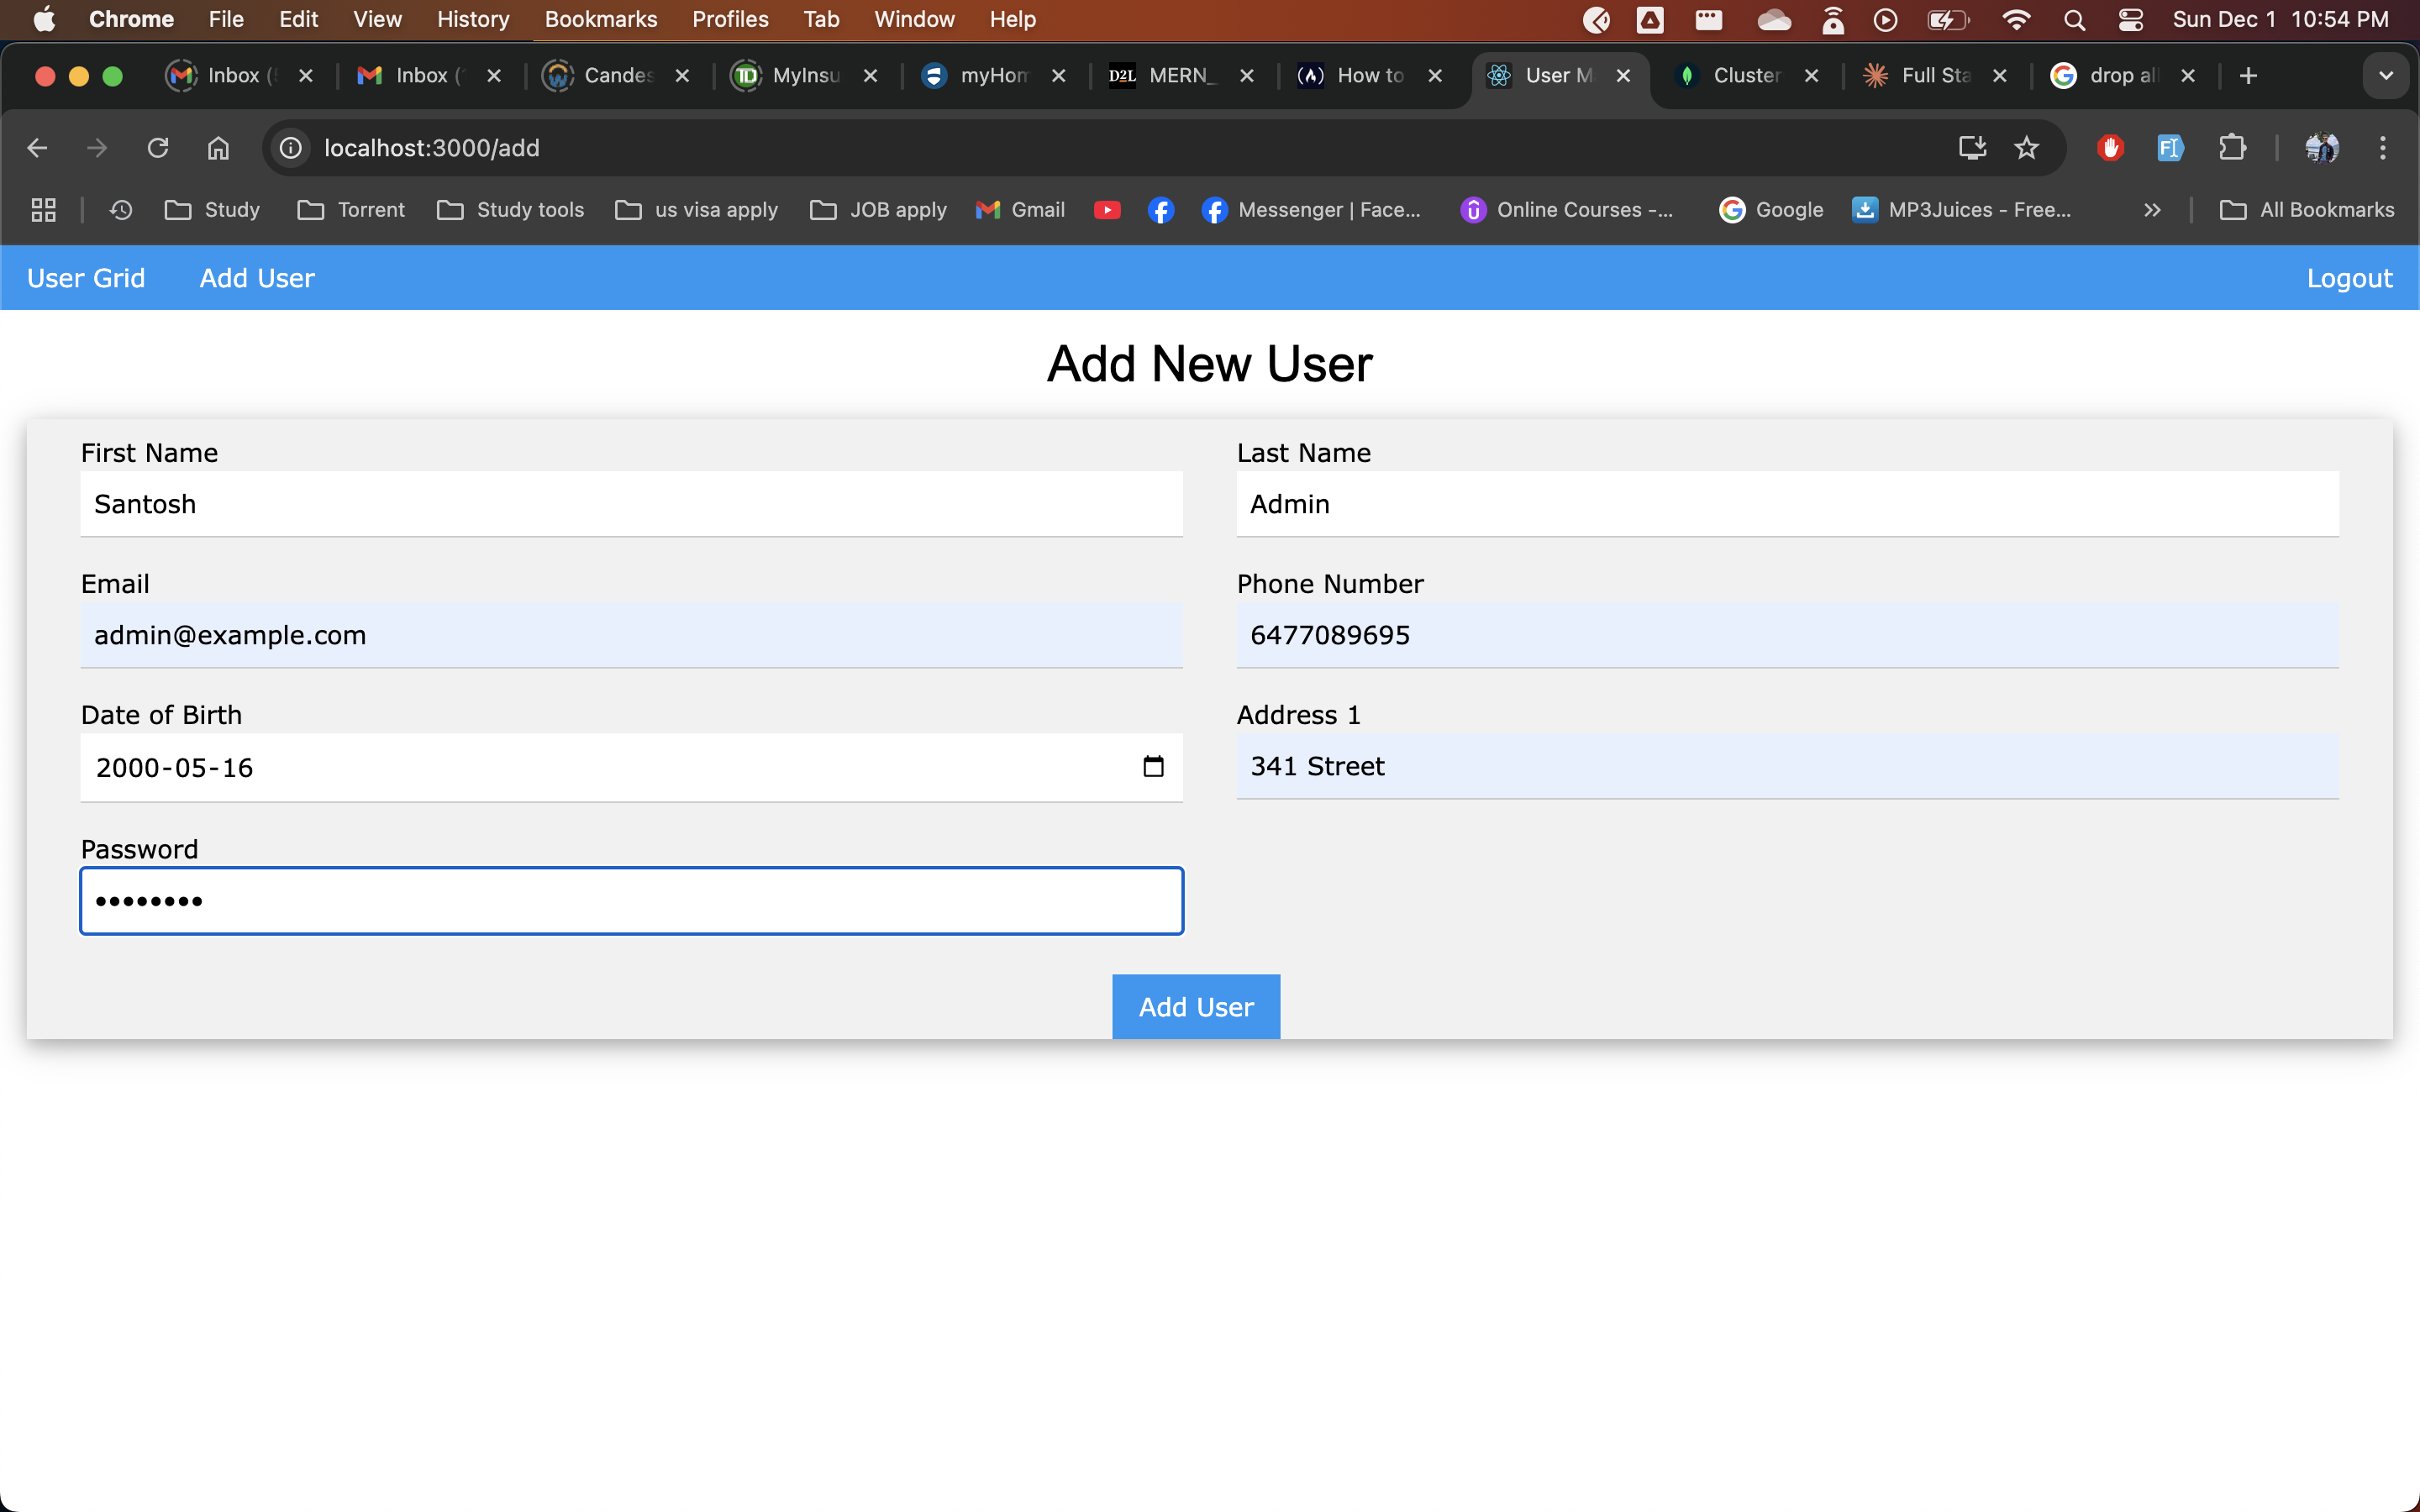 Chrome File Edit View History Bookmarks Profiles Tab Window Help Sun Dec 1 10:54 PM
Inbox ( Inbox ( Candes MyInsu myHom D2L MERN_ How to User M Cluster Full Sta drop all
localhost:3000/add
Study Torrent Study tools us visa apply JOB apply Gmail Messenger | Face... Online Courses -... Google MP3Juices - Free... All Bookmarks
User Grid Add User Logout
Add New User
First Name Last Name
Santosh Admin
Email Phone Number
admin@example.com 6477089695
Date of Birth Address 1
2000-05-16 341 Street
Password
••••••••
Add User